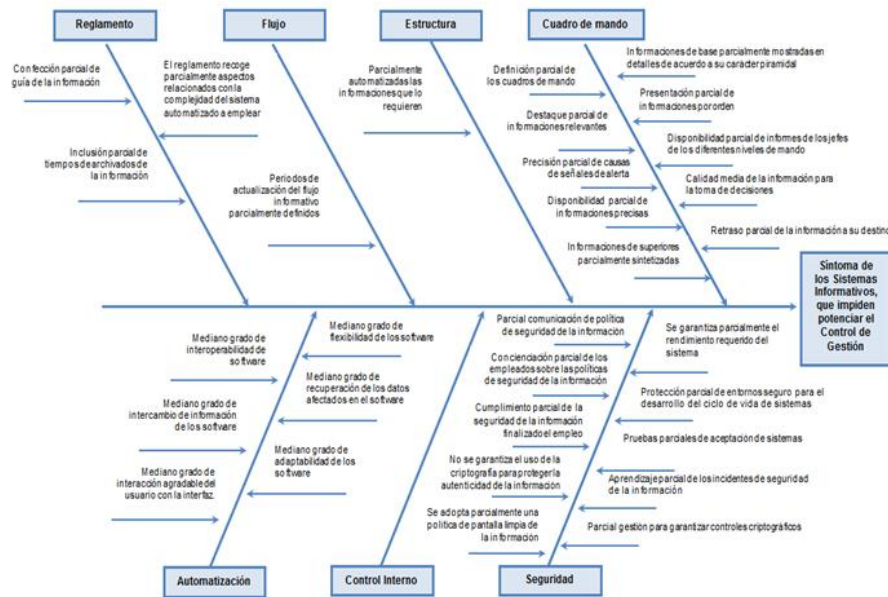 Reglamento
Flujo
Estructura
Cuadro de mando
Confección parcial de
guía de la información
El reglamento recoge
parcialmente aspectos
relacionados con la
complejidad del sistema
automatizado a emplear
Inclusión parcial de
tiempos de archivados de
la información
Periodos de
actualización del flujo
informativo
parcialmente definidos
Parcialmente
automatizadas las
informaciones que lo
requieren
Definición parcial de
los cuadros de mando
Destaque parcial de
informaciones relevantes
Precisión parcial de causas
de señales de alerta
Disponibilidad parcial de
informaciones precisas
Informaciones de superiores
parcialmente sintetizadas
Informaciones de base parcialmente mostradas en
detalles de acuerdo a su carácter piramidal
Presentación parcial de
informaciones por orden
Disponibilidad parcial de informes de los jefes
de los diferentes niveles de mando
Calidad media de la información para
la toma de decisiones
Retraso parcial de la información a su destino
Síntoma de
los Sistemas
Informativos,
que impiden
potenciar el
Control de
Gestión
Mediano grado de
interoperabilidad de
software
Mediano grado de
intercambio de información
de los software
Mediano grado de
interacción agradable del
usuario con la interfaz.
Mediano grado de
flexibilidad de los software
Mediano grado de
recuperación de los datos
afectados en el software
Mediano grado de
adaptabilidad de los
software
Parcial comunicación de política
de seguridad de la información
Concienciación parcial de los
empleados sobre las políticas
de seguridad de la información
Cumplimiento parcial de la
seguridad de la información
finalizado el empleo
No se garantiza el uso de la
criptografía para proteger la
autenticidad de la información
Se adopta parcialmente una
política de pantalla limpia de
la información
Se garantiza parcialmente el
rendimiento requerido del
sistema
Protección parcial de entornos seguro para el
desarrollo del ciclo de vida de sistemas
Pruebas parciales de aceptación de sistemas
Aprendizaje parcial de los incidentes de seguridad
de la información
Parcial gestión para garantizar controles criptográficos
Automatización
Control Interno
Seguridad